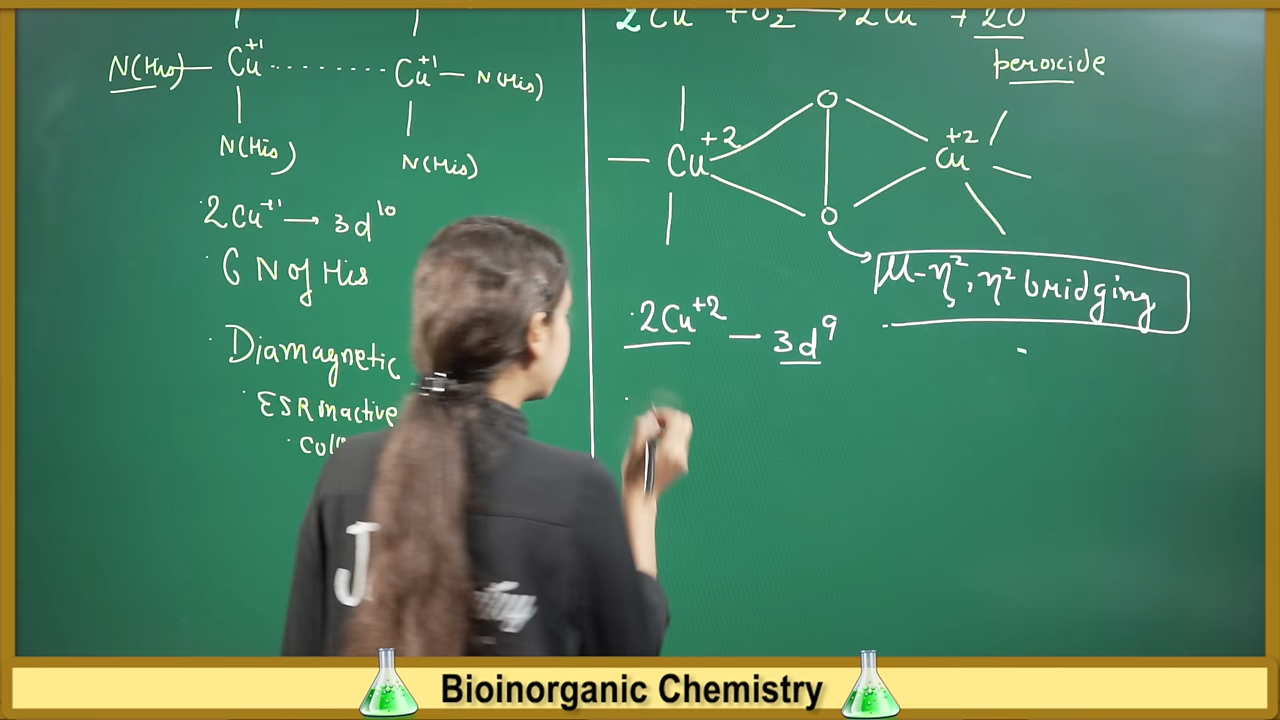 N(His) Cu+1 Cu+1 N(His)
N(His) N(His)
2Cu+1 → 3d10
6 N of His
Diamagnetic
ESR inactive
2Cu + O2 → 2Cu + 2O
peroxide
O
Cu+2 Cu+2
O
μ-η2, η2 bridging
2Cu+2 — 3d9
Bioinorganic Chemistry